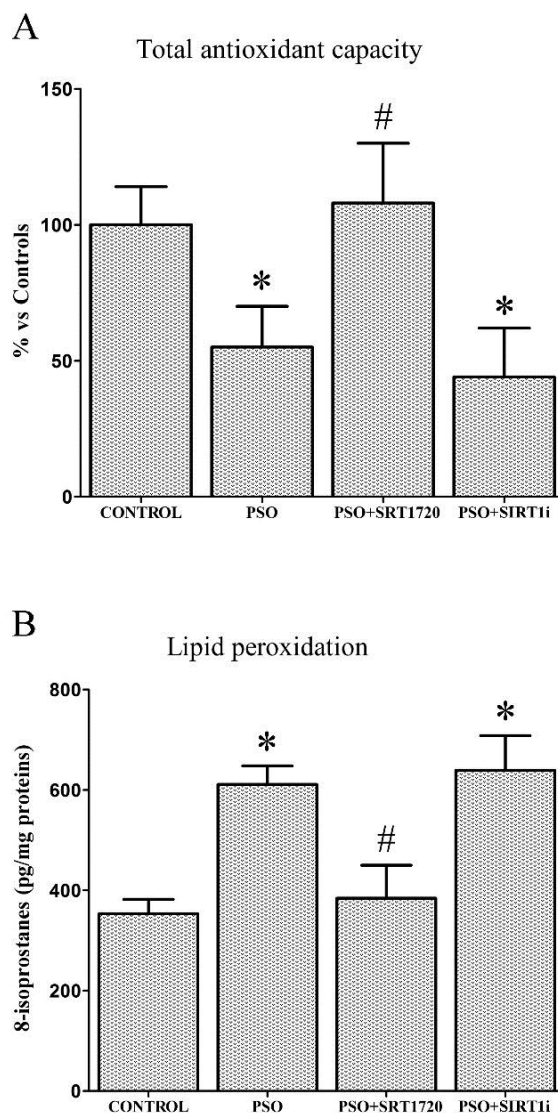 A
Total antioxidant capacity
% vs Controls
150
100
50
0
#
*
*
CONTROL
PSO
PSO+SRT1720
PSO+SIRT1i
B
Lipid peroxidation
8-isoprostanes (pg/mg proteins)
800
600
400
200
0
*
#
*
CONTROL
PSO
PSO+SRT1720
PSO+SIRT1i